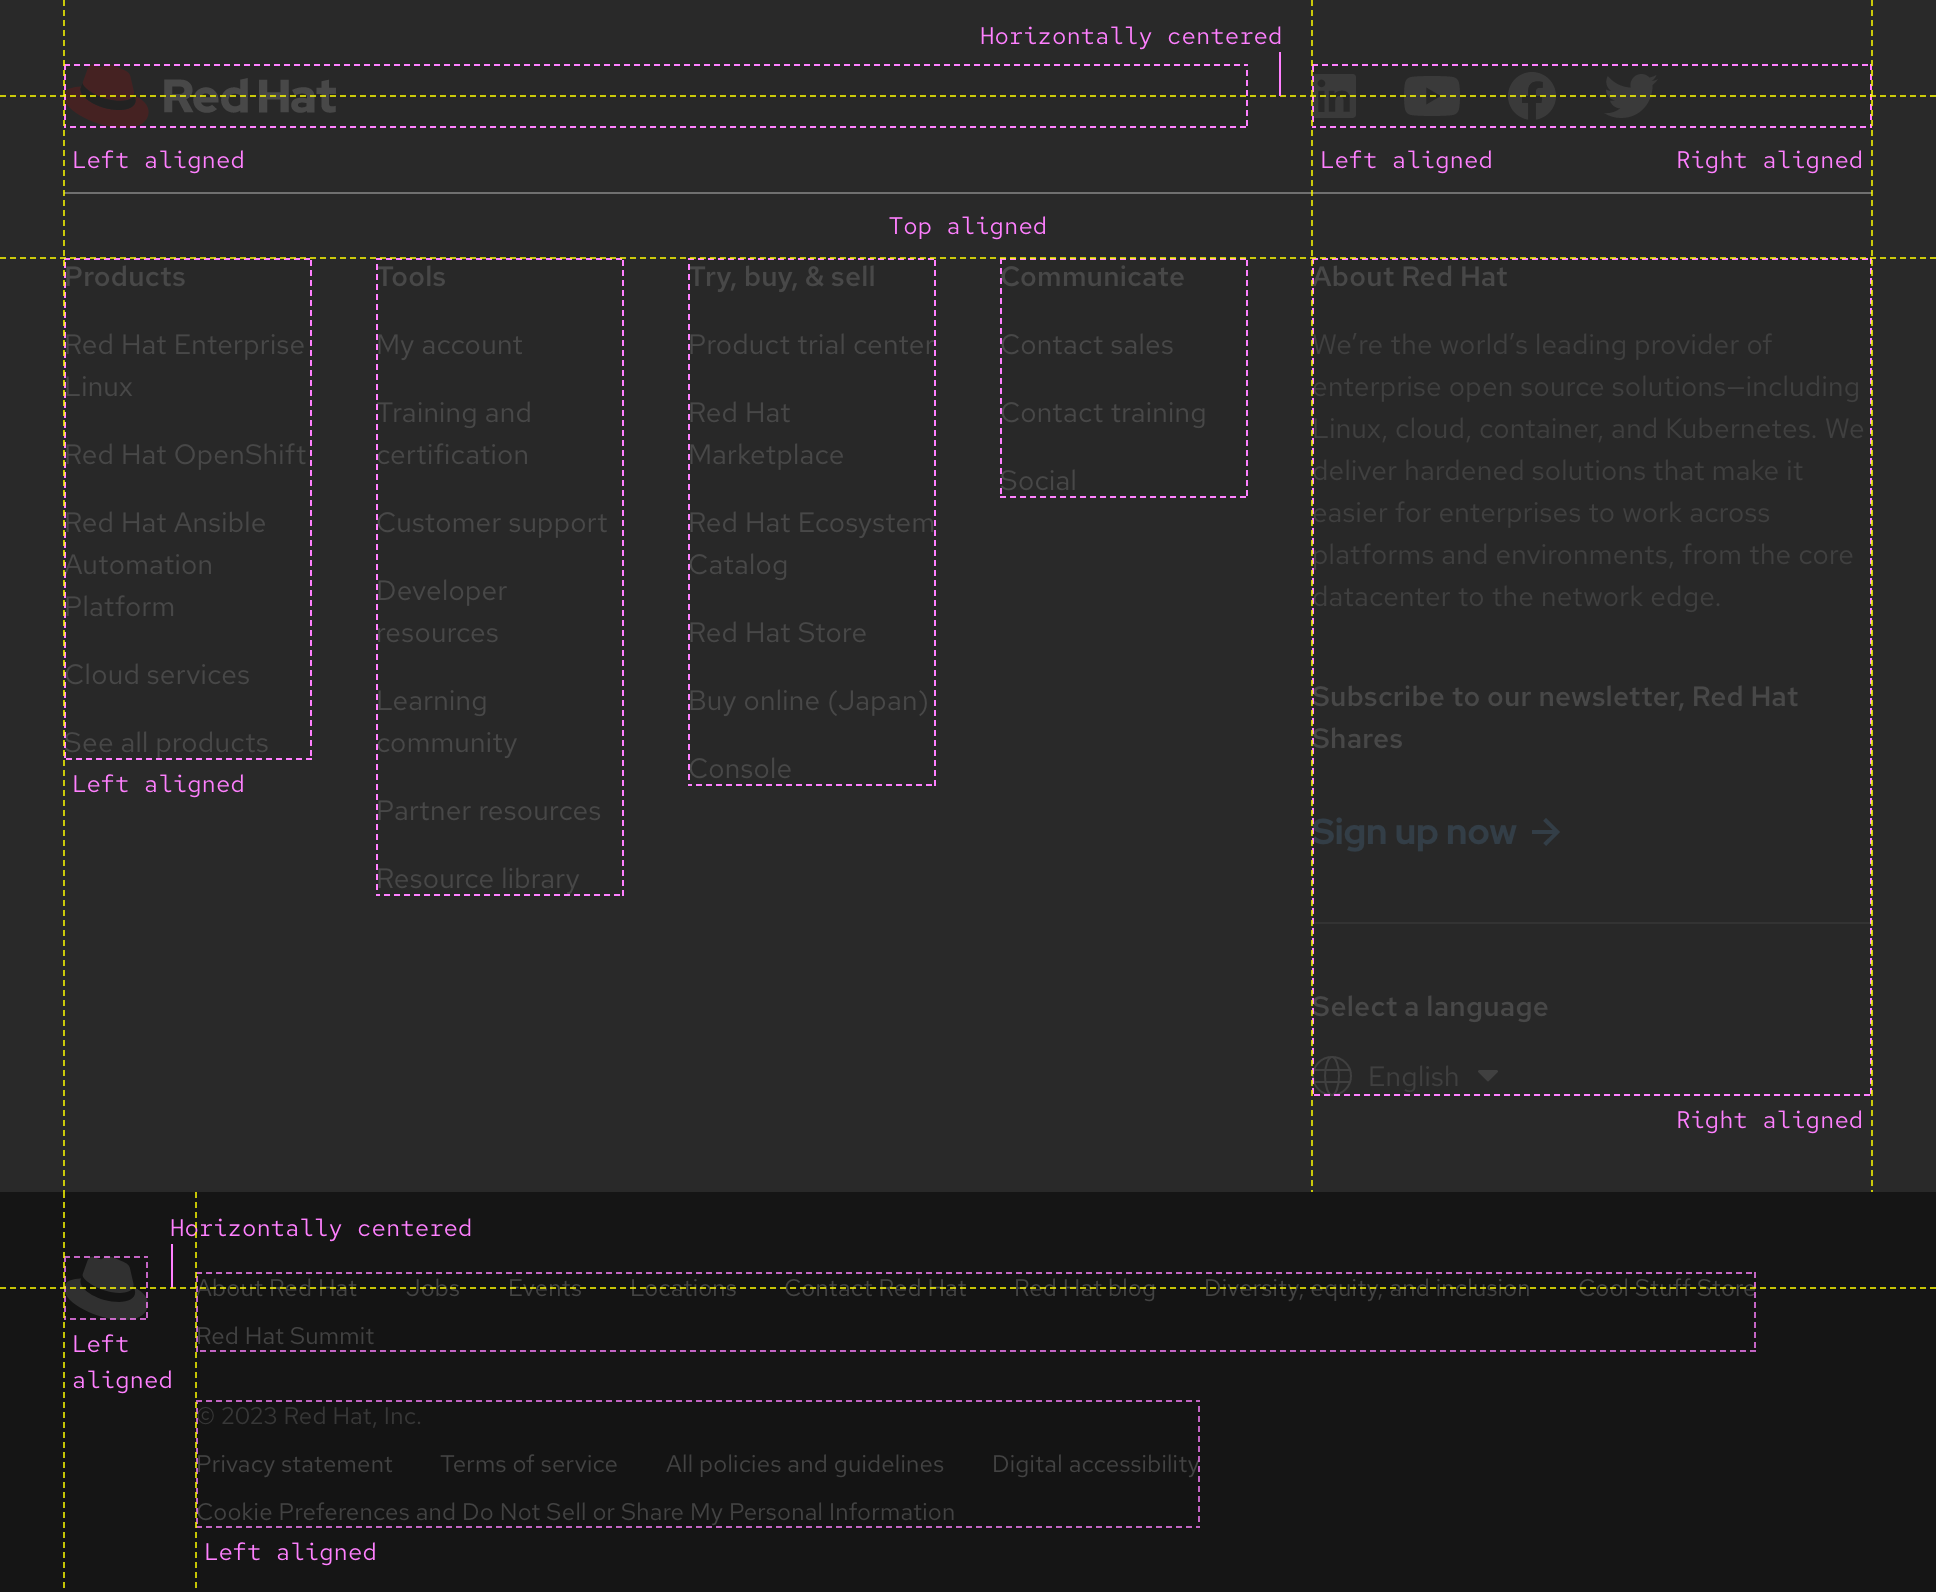 Horizontally centered
Red Hat
Left aligned
Left aligned
Right aligned
Top aligned
Products
Red Hat Enterprise
Linux
Red Hat OpenShift
Red Hat Ansible
Automation
Platform
Cloud services
See all products
Left aligned
Tools
My account
Training and
certification
Customer support
Developer
resources
Learning
community
Partner resources
Resource library
Try, buy, & sell
Product trial center
Red Hat
Marketplace
Red Hat Ecosystem
Catalog
Red Hat Store
Buy online (Japan)
Console
Communicate
Contact sales
Contact training
Social
About Red Hat
We’re the world’s leading provider of
enterprise open source solutions—including
Linux, cloud, container, and Kubernetes. We
deliver hardened solutions that make it
easier for enterprises to work across
platforms and environments, from the core
datacenter to the network edge.
Subscribe to our newsletter, Red Hat
Shares
Sign up now
Select a language
English
Right aligned
Horizontally centered
About Red Hat Jobs Events Locations Contact Red Hat Red Hat blog Diversity, equity, and inclusion Cool Stuff Store
Red Hat Summit
Left
aligned
© 2023 Red Hat, Inc.
Privacy statement Terms of service All policies and guidelines Digital accessibility
Cookie Preferences and Do Not Sell or Share My Personal Information
Left aligned